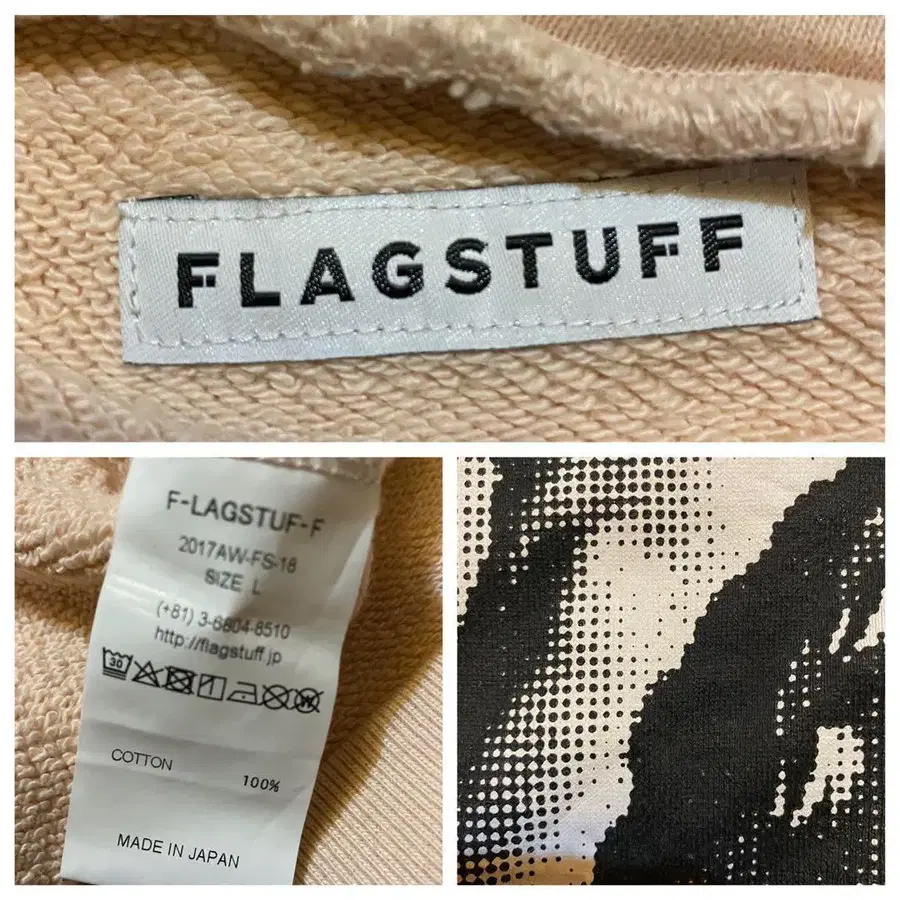 FLAGSTUFF
F-LAGSTUF-F
2017AW-FS-18
SIZE L
(+81) 3-6804-8510
http://flagstuff.jp
30
COTTON 100%
MADE IN JAPAN